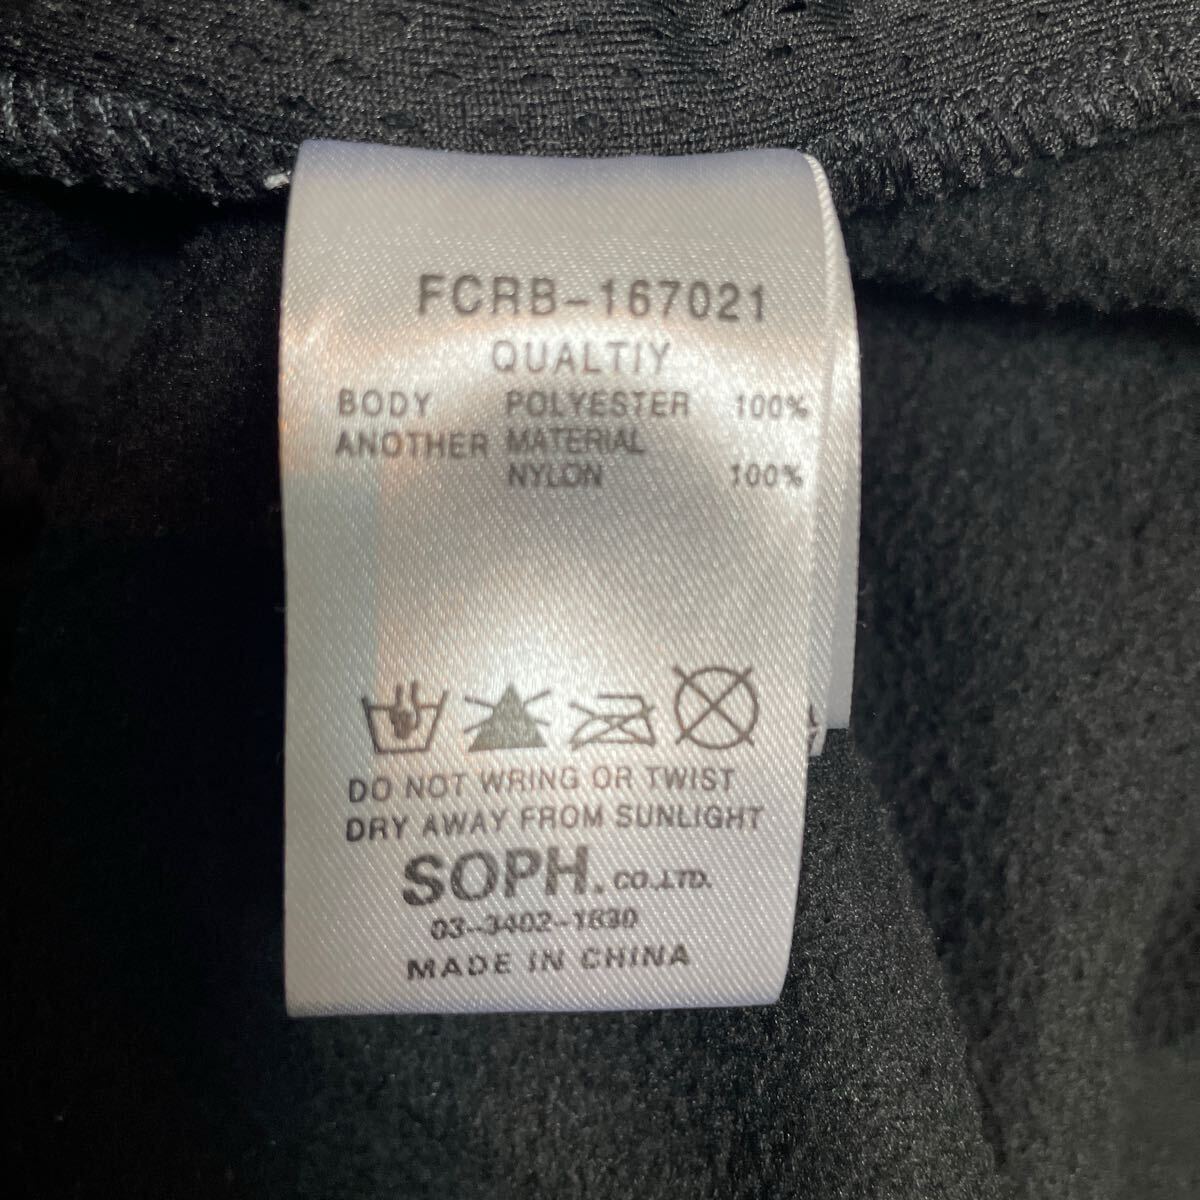 FCRB-167021
QUALTIY
BODY POLYESTER 100%
ANOTHER MATERIAL
NYLON 100%
DO NOT WRING OR TWIST
DRY AWAY FROM SUNLIGHT
SOPH. CO.,LTD.
03-3402-1830
MADE IN CHINA